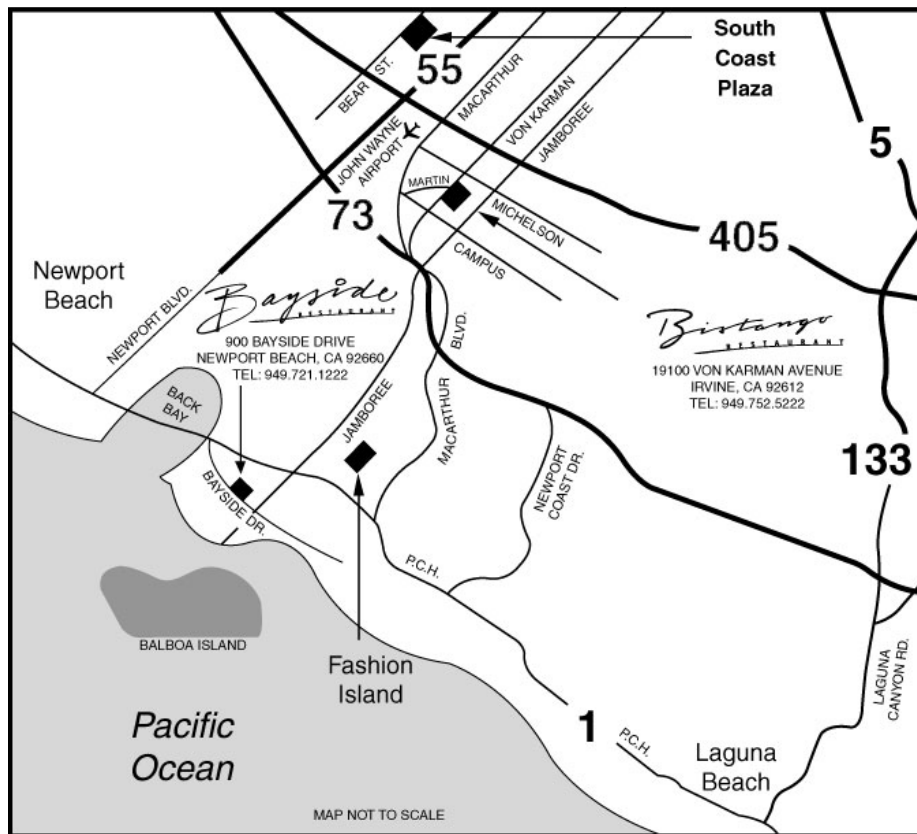 South
Coast
Plaza
55
BEAR ST.
MACARTHUR
VON KARMAN
JAMBOREE
5
JOHN WAYNE
AIRPORT
MARTIN
73
MICHELSON
405
CAMPUS
Newport
Beach
NEWPORT BLVD.
Bayside
RESTAURANT
900 BAYSIDE DRIVE
NEWPORT BEACH, CA 92660
TEL: 949.721.1222
BLVD.
MACARTHUR
Bistango
RESTAURANT
19100 VON KARMAN AVENUE
IRVINE, CA 92612
TEL: 949.752.5222
BACK
BAY
JAMBOREE
NEWPORT
COAST DR.
133
BAYSIDE DR.
P.C.H.
BALBOA ISLAND
Fashion
Island
LAGUNA
CANYON RD.
Pacific
Ocean
1
P.C.H.
Laguna
Beach
MAP NOT TO SCALE